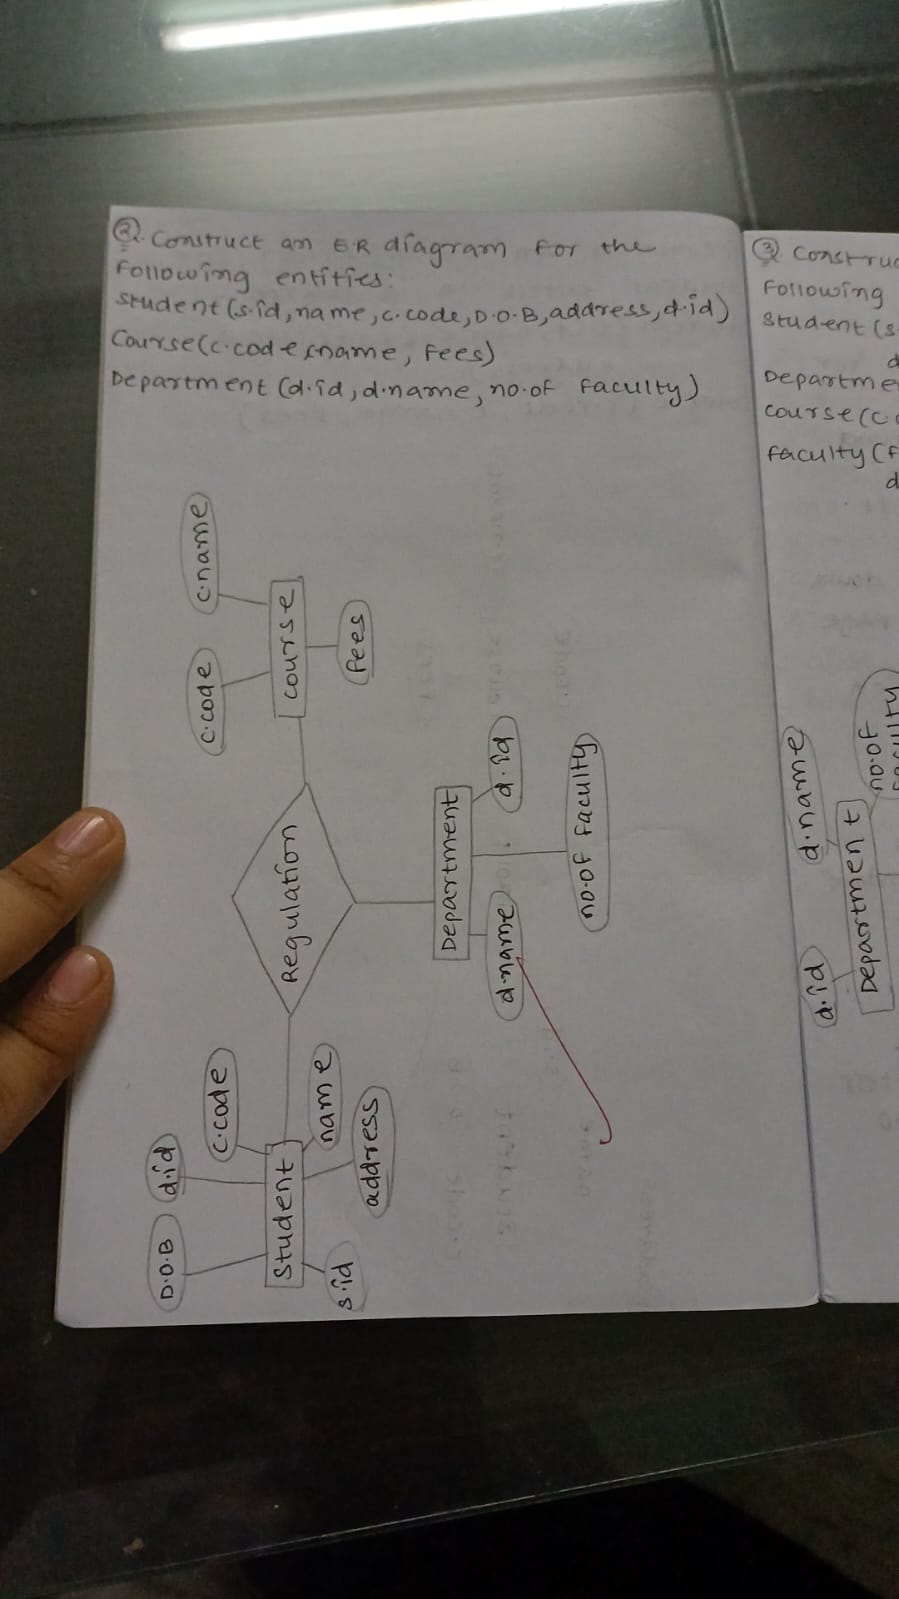 ②. Construct an E·R diagram for the
Following entities:
Student (s.id, name, c.code, D.O.B, address, d.id)
Course (c.code, cname, Fees)
Department (d.id, d.name, no.of Faculty)
c.name
c.code
course
Fees
Regulation
Department
d.id
d.name
no.of Faculty
c.code
d.id
D.O.B
Student
name
address
s.id
③ Construc
Following
Student (s.
d
Departme
course (c.c
Faculty (F
d
d.name
no.of
d.id
Department